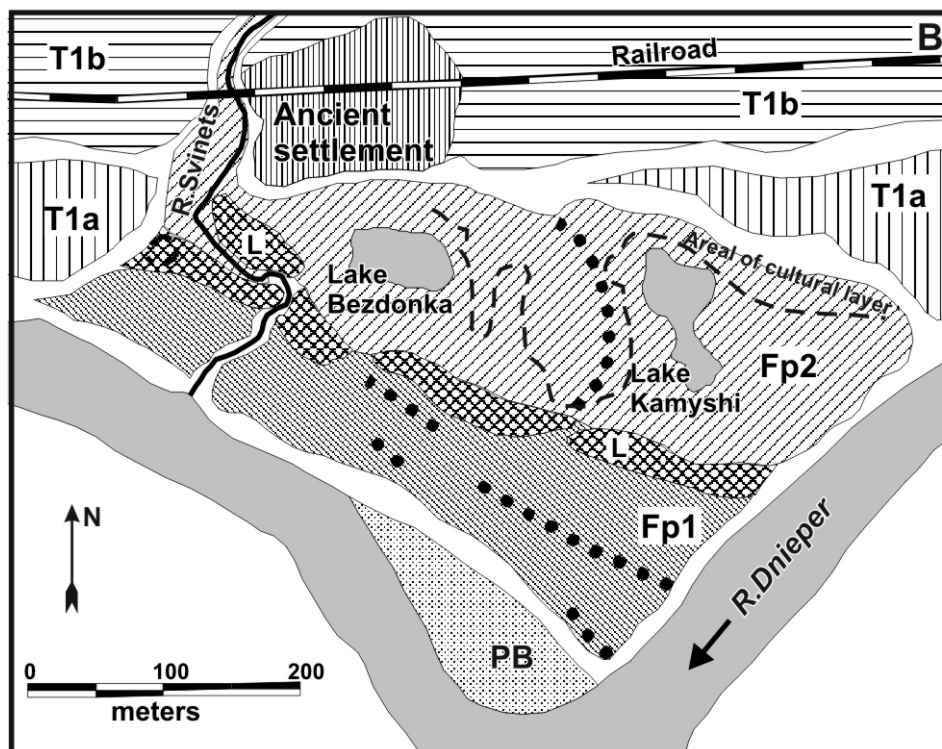 B
T1b
Railroad
T1b
R.Svinets
Ancient
settlement
T1a
T1a
L
Areal of cultural layer
Lake
Bezdonka
Fp2
Lake
Kamyshi
L
Fp1
N
R.Dnieper
PB
0 100 200
meters